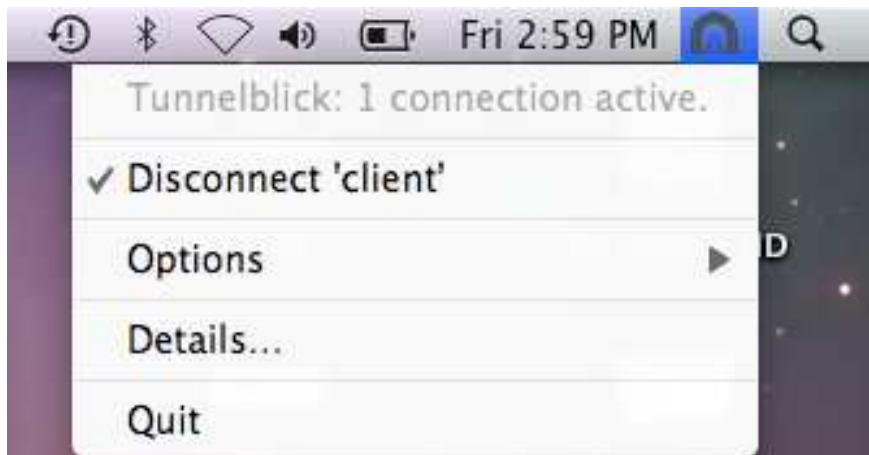 Fri 2:59 PM
Tunnelblick: 1 connection active.
Disconnect 'client'
Options
D
Details...
Quit